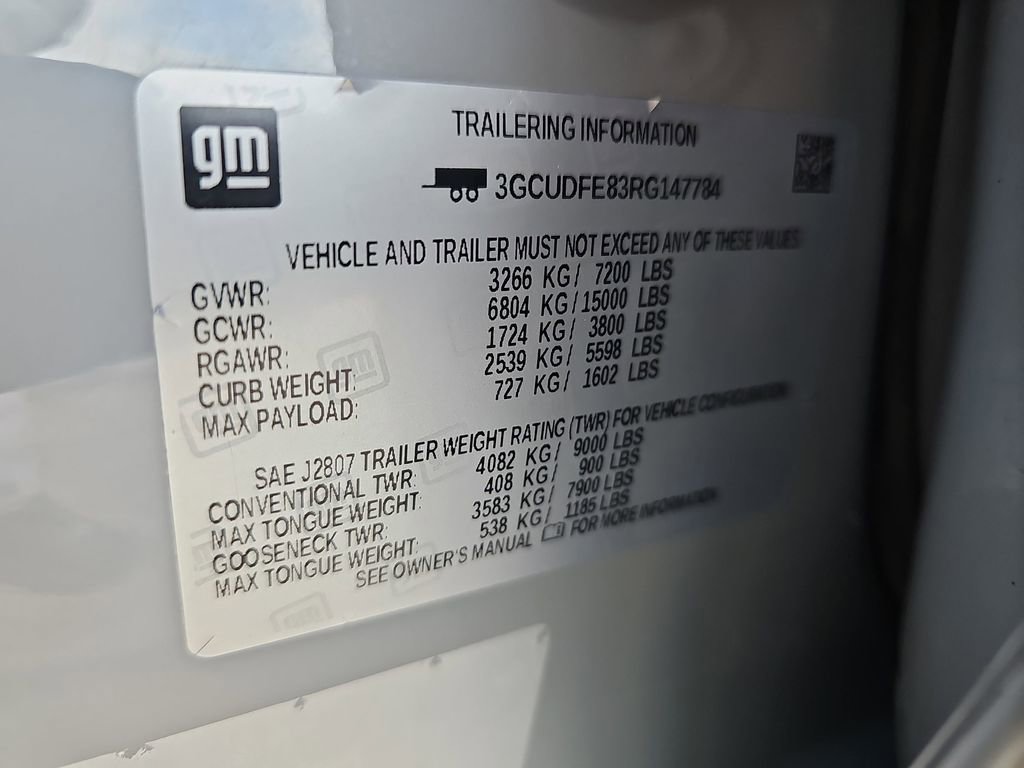 gm
TRAILERING INFORMATION
3GCUDFE83RG147784
VEHICLE AND TRAILER MUST NOT EXCEED ANY OF THESE VALUES
GVWR: 3266 KG/ 7200 LBS
GCWR: 6804 KG/15000 LBS
RGAWR: 1724 KG/ 3800 LBS
CURB WEIGHT: 2539 KG/ 5598 LBS
MAX PAYLOAD: 727 KG/ 1602 LBS
SAE J2807 TRAILER WEIGHT RATING (TWR) FOR VEHICLE CONFIGURATION
CONVENTIONAL TWR: 4082 KG/ 9000 LBS
MAX TONGUE WEIGHT: 408 KG/ 900 LBS
GOOSENECK TWR: 3583 KG/ 7900 LBS
MAX TONGUE WEIGHT: 538 KG/ 1185 LBS
SEE OWNER'S MANUAL FOR MORE INFORMATION